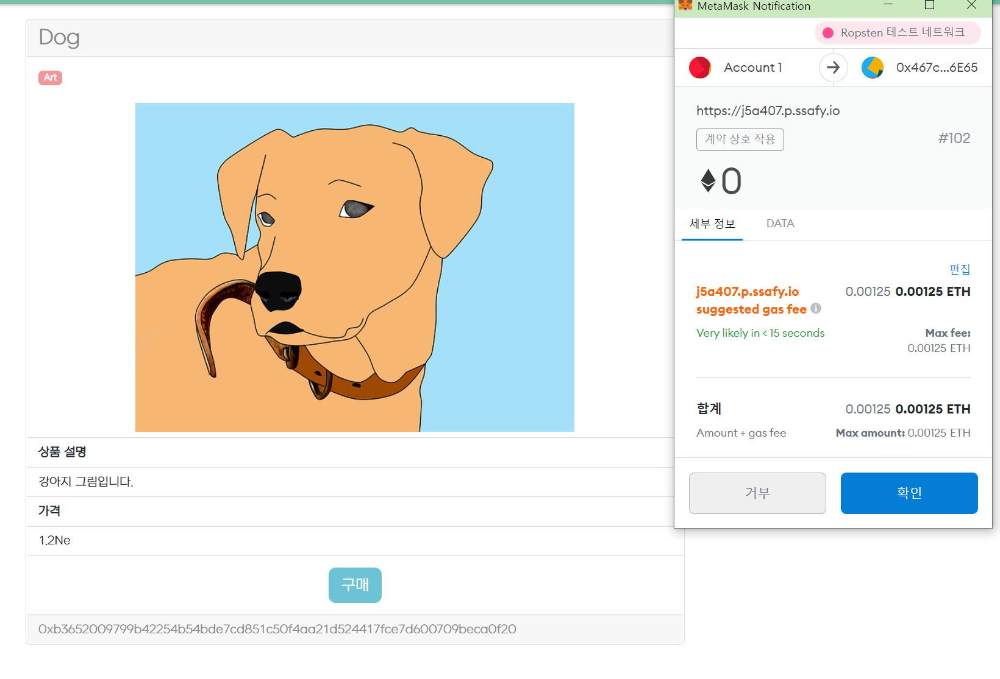 Dog
Art
상품 설명
강아지 그림입니다.
가격
1.2Ne
구매
0xb3652009799b42254b54bde7cd851c50f4aa21d524417fce7d600709beca0f20
MetaMask Notification
Ropsten 테스트 네트워크
Account 1
0x467c...6E65
https://j5a407.p.ssafy.io
계약 상호 작용
#102
0
세부 정보
DATA
편집
j5a407.p.ssafy.io 0.00125 0.00125 ETH
suggested gas fee
Very likely in < 15 seconds
Max fee:
0.00125 ETH
합계 0.00125 0.00125 ETH
Amount + gas fee Max amount: 0.00125 ETH
거부
확인